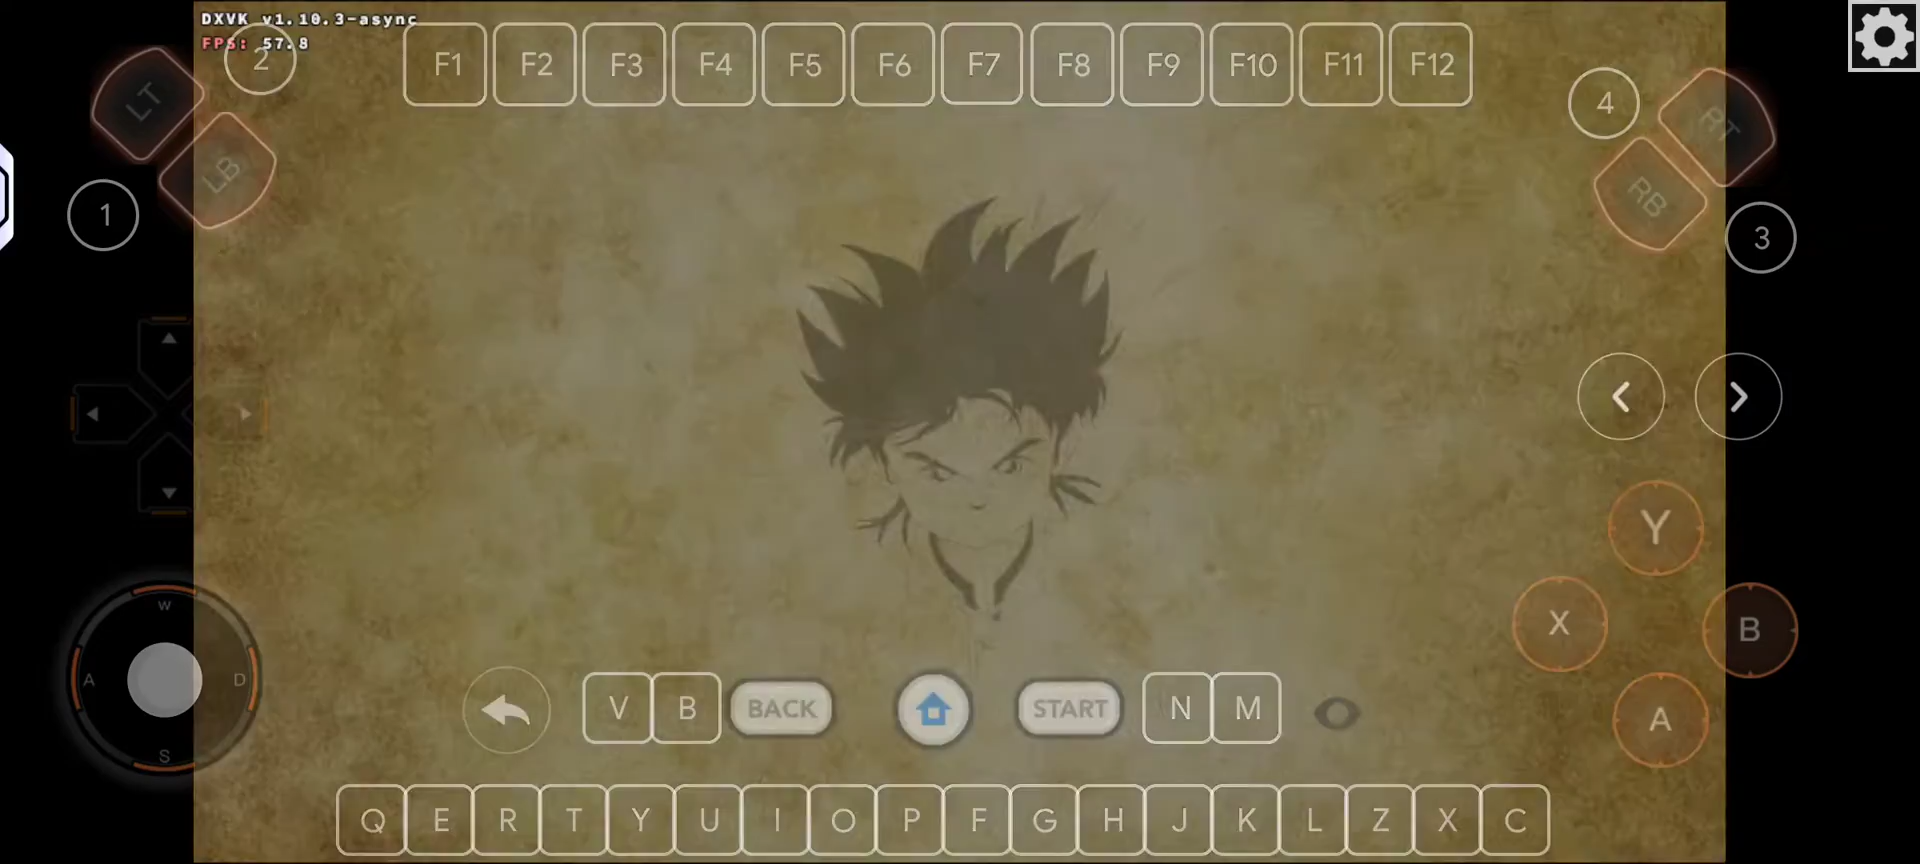 DXVK v1.10.3-async
FPS: 57.8
2
F1 F2 F3 F4 F5 F6 F7 F8 F9 F10 F11 F12
LT
4
RT
LB
RB
1
3
Y
W
X
B
A
D
V B BACK START N M
A
S
Q E R T Y U I O P F G H J K L Z X C